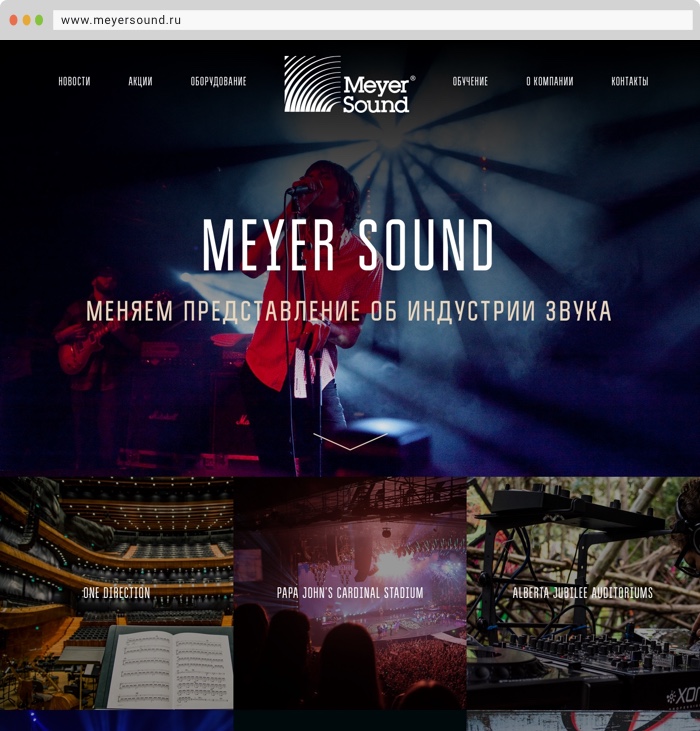 www.meyersound.ru
НОВОСТИ АКЦИИ ОБОРУДОВАНИЕ Meyer Sound® ОБУЧЕНИЕ О КОМПАНИИ КОНТАКТЫ
MEYER SOUND
МЕНЯЕМ ПРЕДСТАВЛЕНИЕ ОБ ИНДУСТРИИ ЗВУКА
ONE DIRECTION PAPA JOHN'S CARDINAL STADIUM ALBERTA JUBILEE AUDITORIUMS